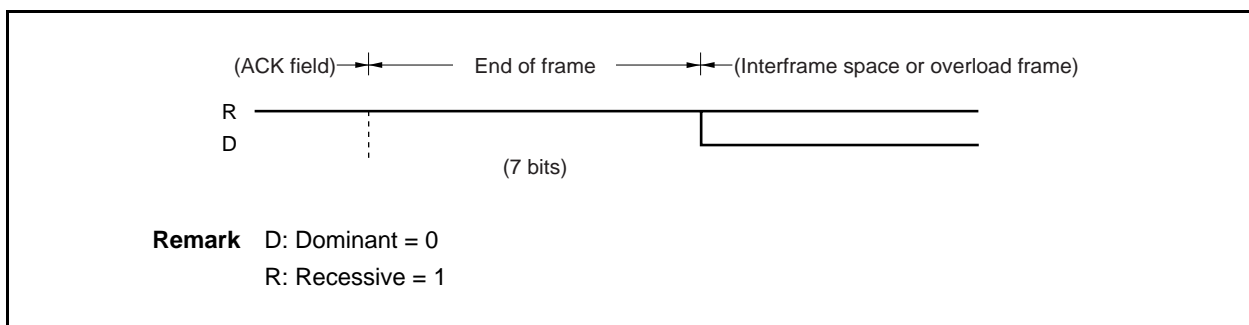 (ACK field) End of frame (Interframe space or overload frame)
R
D
(7 bits)
Remark D: Dominant = 0
R: Recessive = 1